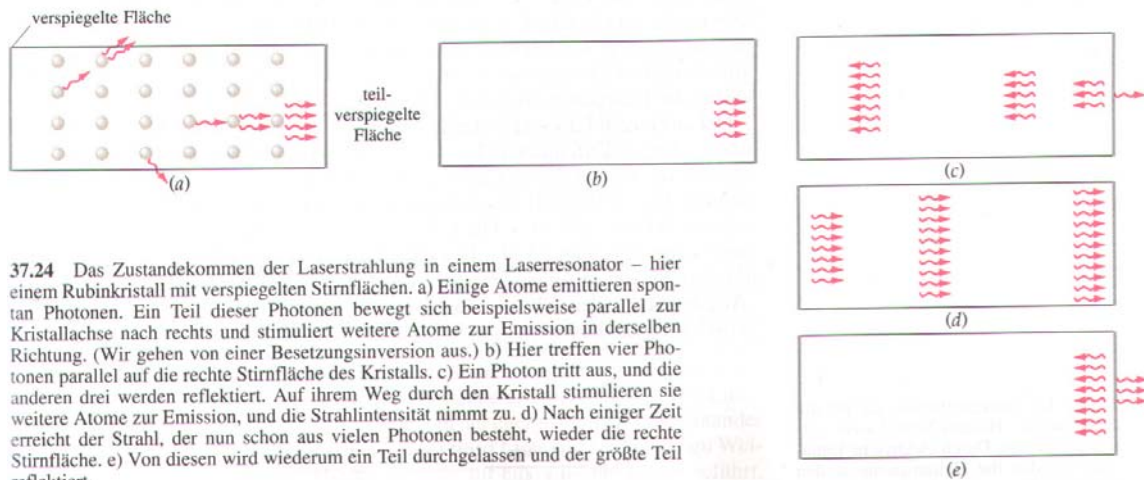 verspiegelte Fläche
teil-
verspiegelte
Fläche
(a)
(b)
(c)
(d)
(e)
37.24 Das Zustandekommen der Laserstrahlung in einem Laserresonator – hier
einem Rubinkristall mit verspiegelten Stirnflächen. a) Einige Atome emittieren spon-
tan Photonen. Ein Teil dieser Photonen bewegt sich beispielsweise parallel zur
Kristallachse nach rechts und stimuliert weitere Atome zur Emission in derselben
Richtung. (Wir gehen von einer Besetzungsinversion aus.) b) Hier treffen vier Pho-
tonen parallel auf die rechte Stirnfläche des Kristalls. c) Ein Photon tritt aus, und die
anderen drei werden reflektiert. Auf ihrem Weg durch den Kristall stimulieren sie
weitere Atome zur Emission, und die Strahlintensität nimmt zu. d) Nach einiger Zeit
erreicht der Strahl, der nun schon aus vielen Photonen besteht, wieder die rechte
Stirnfläche. e) Von diesen wird wiederum ein Teil durchgelassen und der größte Teil